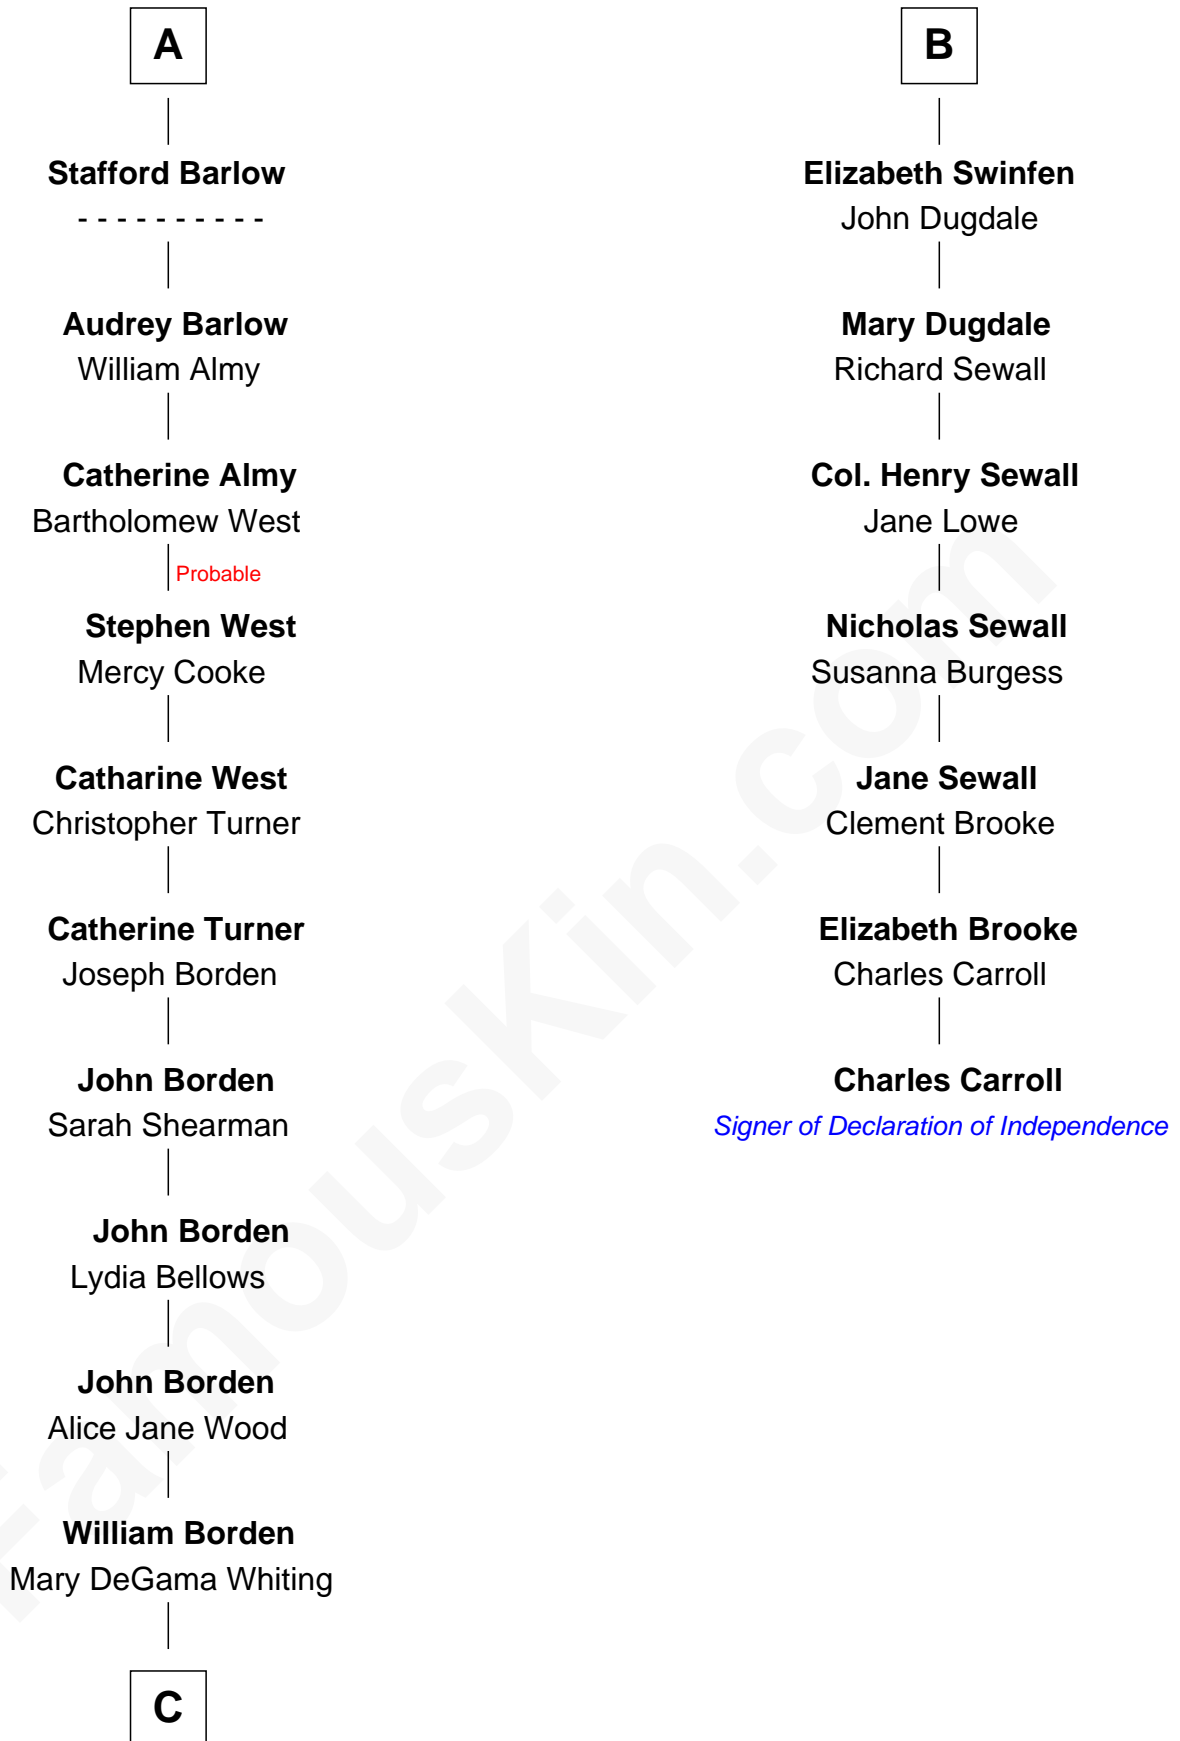 A
Stafford Barlow
- - - - - - - - - -
Audrey Barlow
William Almy
Catherine Almy
Bartholomew West
Probable
Stephen West
Mercy Cooke
Catharine West
Christopher Turner
Catherine Turner
Joseph Borden
John Borden
Sarah Shearman
John Borden
Lydia Bellows
John Borden
Alice Jane Wood
William Borden
Mary DeGama Whiting
C
B
Elizabeth Swinfen
John Dugdale
Mary Dugdale
Richard Sewall
Col. Henry Sewall
Jane Lowe
Nicholas Sewall
Susanna Burgess
Jane Sewall
Clement Brooke
Elizabeth Brooke
Charles Carroll
Charles Carroll
Signer of Declaration of Independence
FamousKin.com